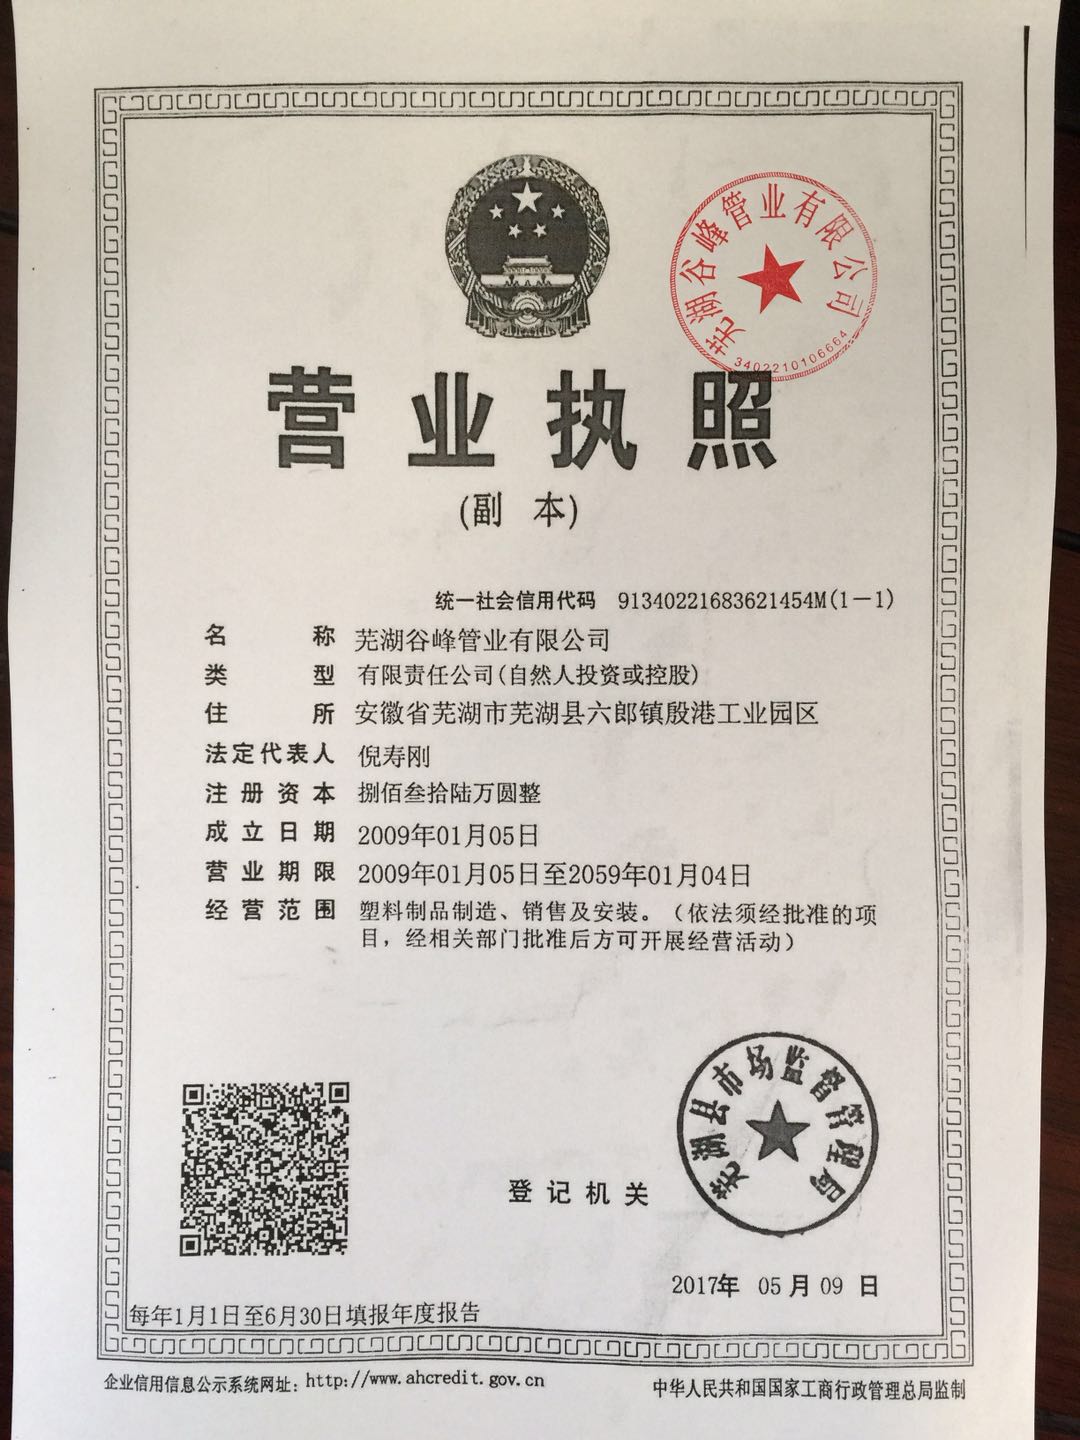 芜湖谷峰管业有限公司
3402210106664
营业执照
(副 本)
统一社会信用代码 91340221683621454M(1-1)
名 称 芜湖谷峰管业有限公司
类 型 有限责任公司(自然人投资或控股)
住 所 安徽省芜湖市芜湖县六郎镇殷港工业园区
法定代表人 倪寿刚
注册资本 捌佰叁拾陆万圆整
成立日期 2009年01月05日
营业期限 2009年01月05日至2059年01月04日
经营范围 塑料制品制造、销售及安装。（依法须经批准的项
目，经相关部门批准后方可开展经营活动）
芜湖县市场监督管理局
登记机关
2017年 05月09日
每年1月1日至6月30日填报年度报告
企业信用信息公示系统网址：http://www.ahcredit.gov.cn
中华人民共和国国家工商行政管理总局监制